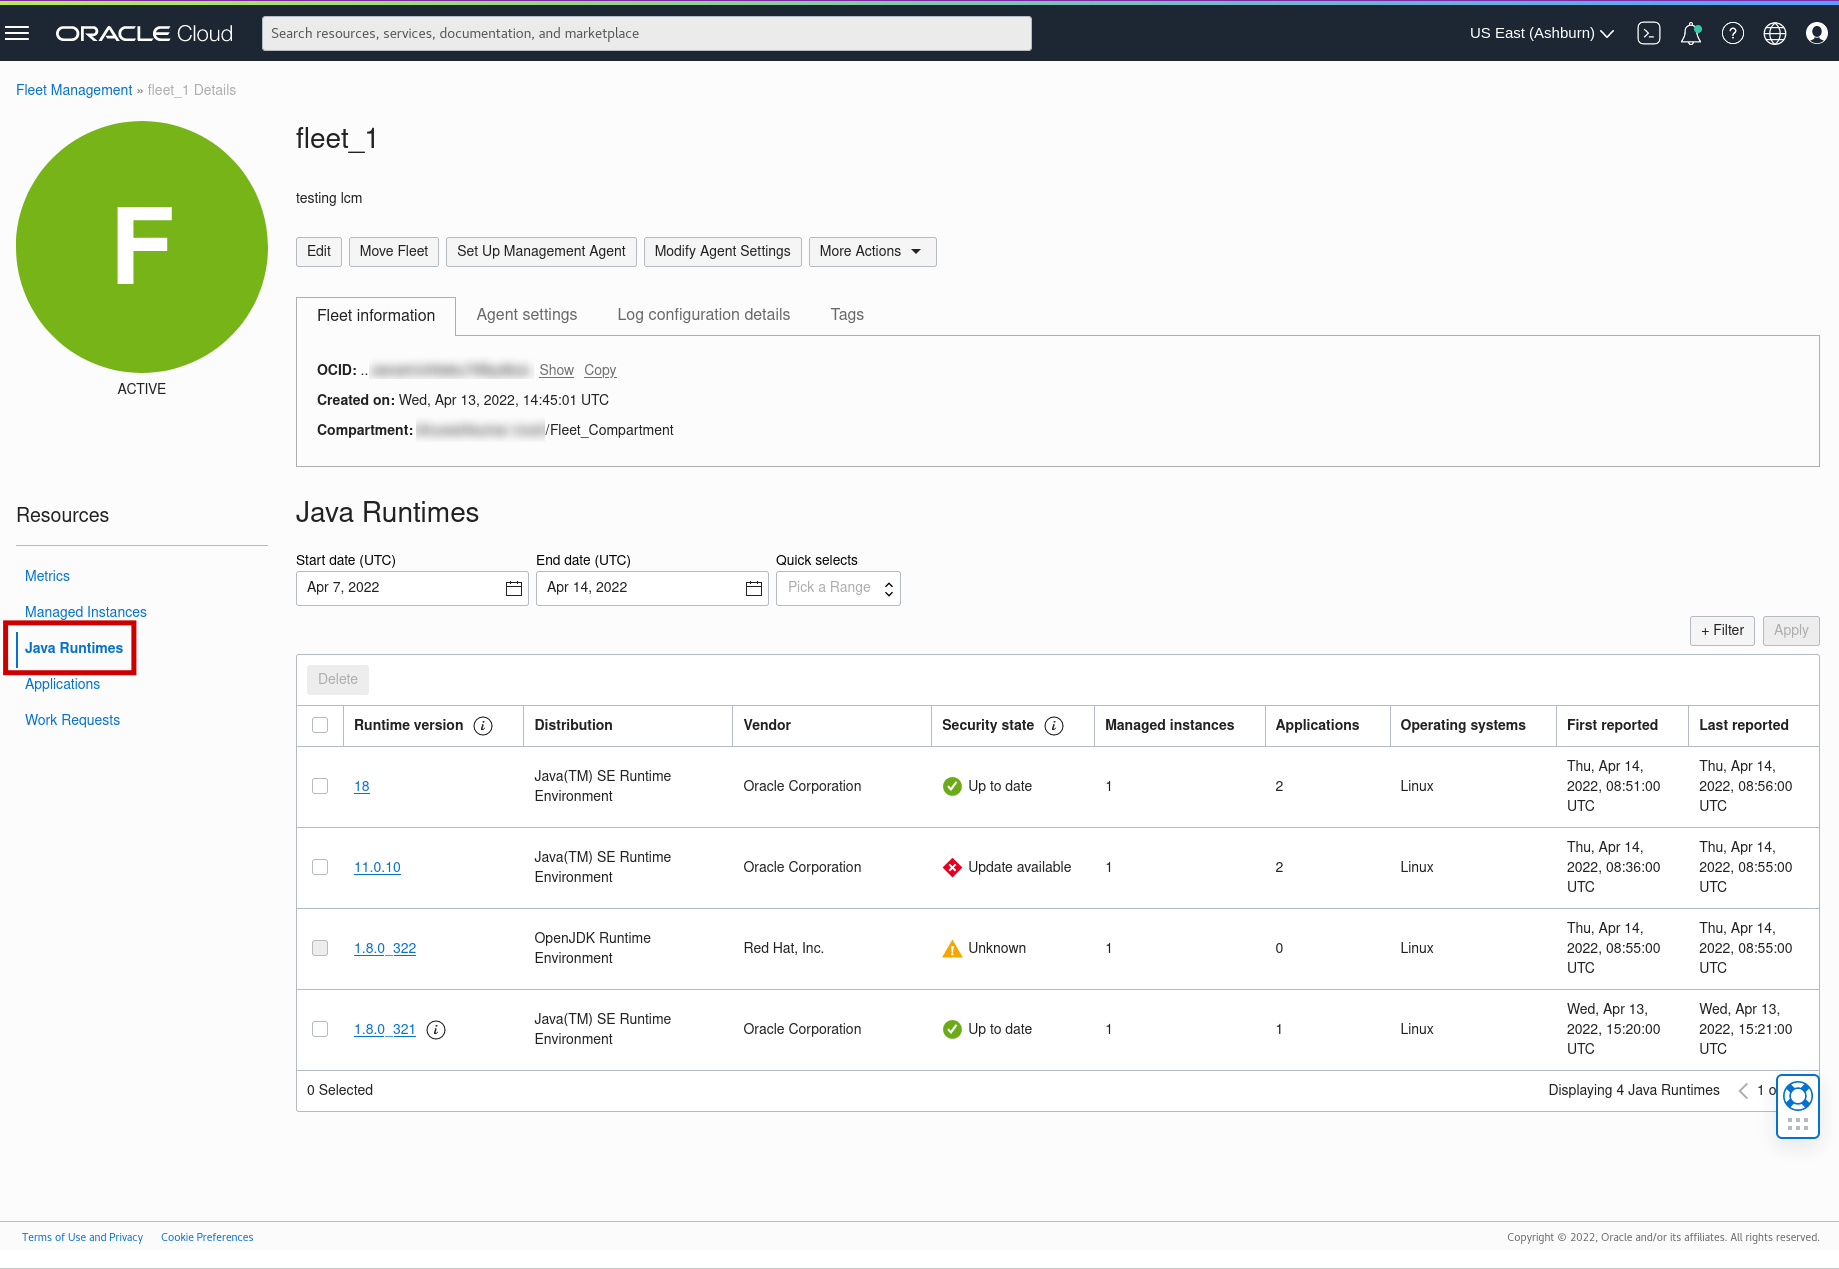 ORACLE Cloud
Search resources, services, documentation, and marketplace
US East (Ashburn)
Fleet Management » fleet_1 Details
F
ACTIVE
fleet_1
testing lcm
Edit Move Fleet Set Up Management Agent Modify Agent Settings More Actions
Fleet information Agent settings Log configuration details Tags
OCID: .. Show Copy
Created on: Wed, Apr 13, 2022, 14:45:01 UTC
Compartment: /Fleet_Compartment
Resources
Metrics
Managed Instances
Java Runtimes
Applications
Work Requests
Java Runtimes
Start date (UTC) End date (UTC) Quick selects
Apr 7, 2022 Apr 14, 2022 Pick a Range
+ Filter Apply
Delete
Runtime version i Distribution Vendor Security state i Managed instances Applications Operating systems First reported Last reported
18 Java(TM) SE Runtime Environment Oracle Corporation Up to date 1 2 Linux Thu, Apr 14, 2022, 08:51:00 UTC Thu, Apr 14, 2022, 08:56:00 UTC
11.0.10 Java(TM) SE Runtime Environment Oracle Corporation Update available 1 2 Linux Thu, Apr 14, 2022, 08:36:00 UTC Thu, Apr 14, 2022, 08:55:00 UTC
1.8.0_322 OpenJDK Runtime Environment Red Hat, Inc. Unknown 1 0 Linux Thu, Apr 14, 2022, 08:55:00 UTC Thu, Apr 14, 2022, 08:55:00 UTC
1.8.0_321 i Java(TM) SE Runtime Environment Oracle Corporation Up to date 1 1 Linux Wed, Apr 13, 2022, 15:20:00 UTC Wed, Apr 13, 2022, 15:21:00 UTC
0 Selected Displaying 4 Java Runtimes < 1 o
Terms of Use and Privacy Cookie Preferences Copyright © 2022, Oracle and/or its affiliates. All rights reserved.